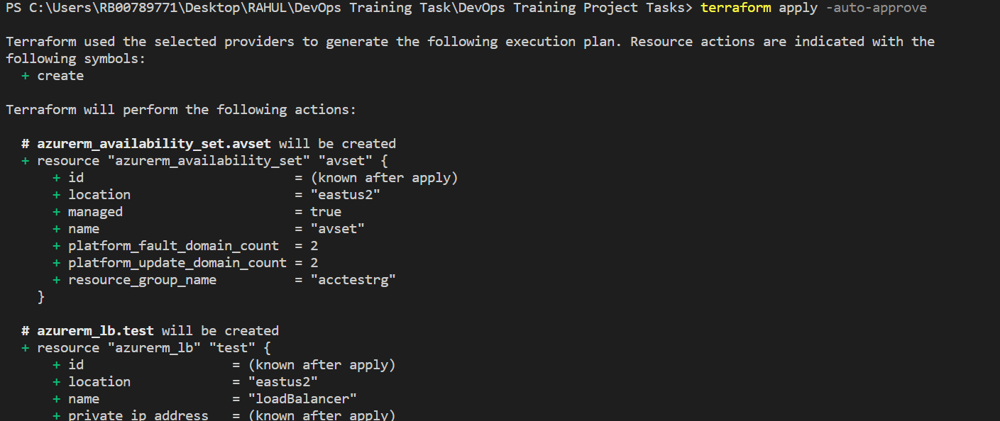 PS C:\Users\RB00789771\Desktop\RAHUL\DevOps Training Task\DevOps Training Project Tasks> terraform apply -auto-approve
Terraform used the selected providers to generate the following execution plan. Resource actions are indicated with the
following symbols:
+ create
Terraform will perform the following actions:
# azurerm_availability_set.avset will be created
+ resource "azurerm_availability_set" "avset" {
+ id = (known after apply)
+ location = "eastus2"
+ managed = true
+ name = "avset"
+ platform_fault_domain_count = 2
+ platform_update_domain_count = 2
+ resource_group_name = "acctestrg"
}
# azurerm_lb.test will be created
+ resource "azurerm_lb" "test" {
+ id = (known after apply)
+ location = "eastus2"
+ name = "loadBalancer"
+ private_ip_address = (known after apply)